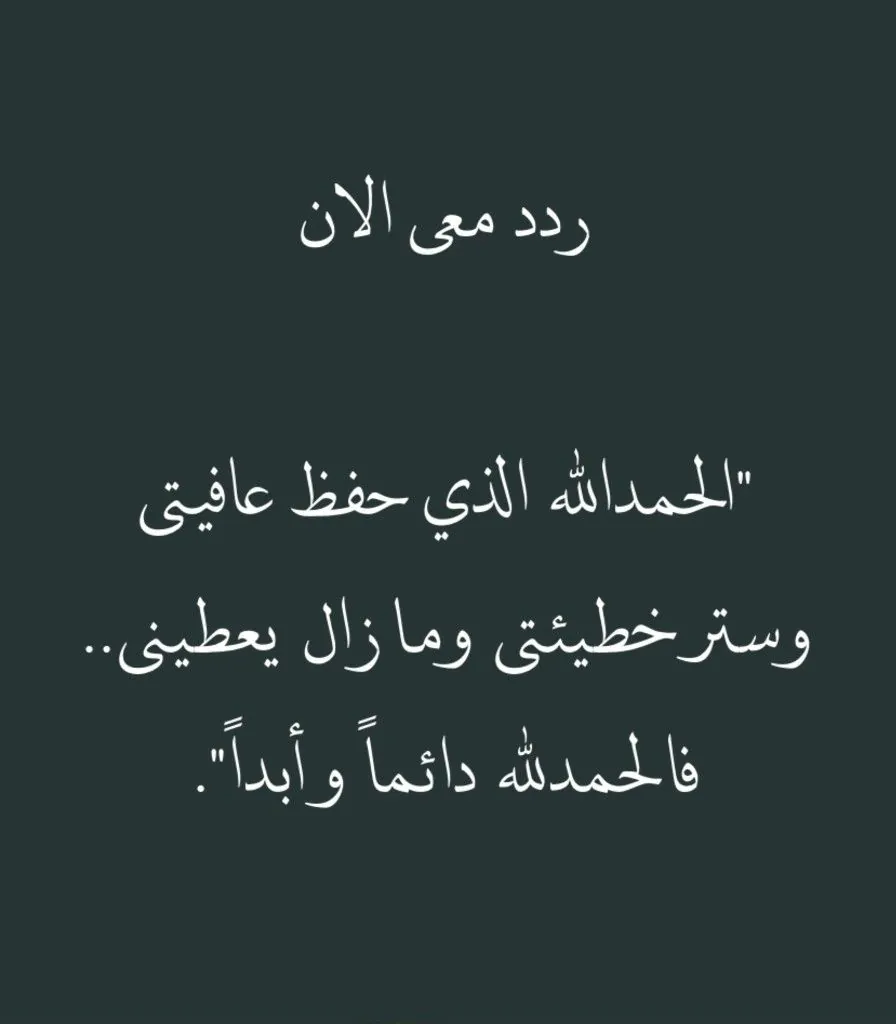 ردد معى الان
"الحمدالله الذي حفظ عافيتى
وستر خطيئتى وما زال يعطينى..
فالحمدلله دائماً وأبداً".